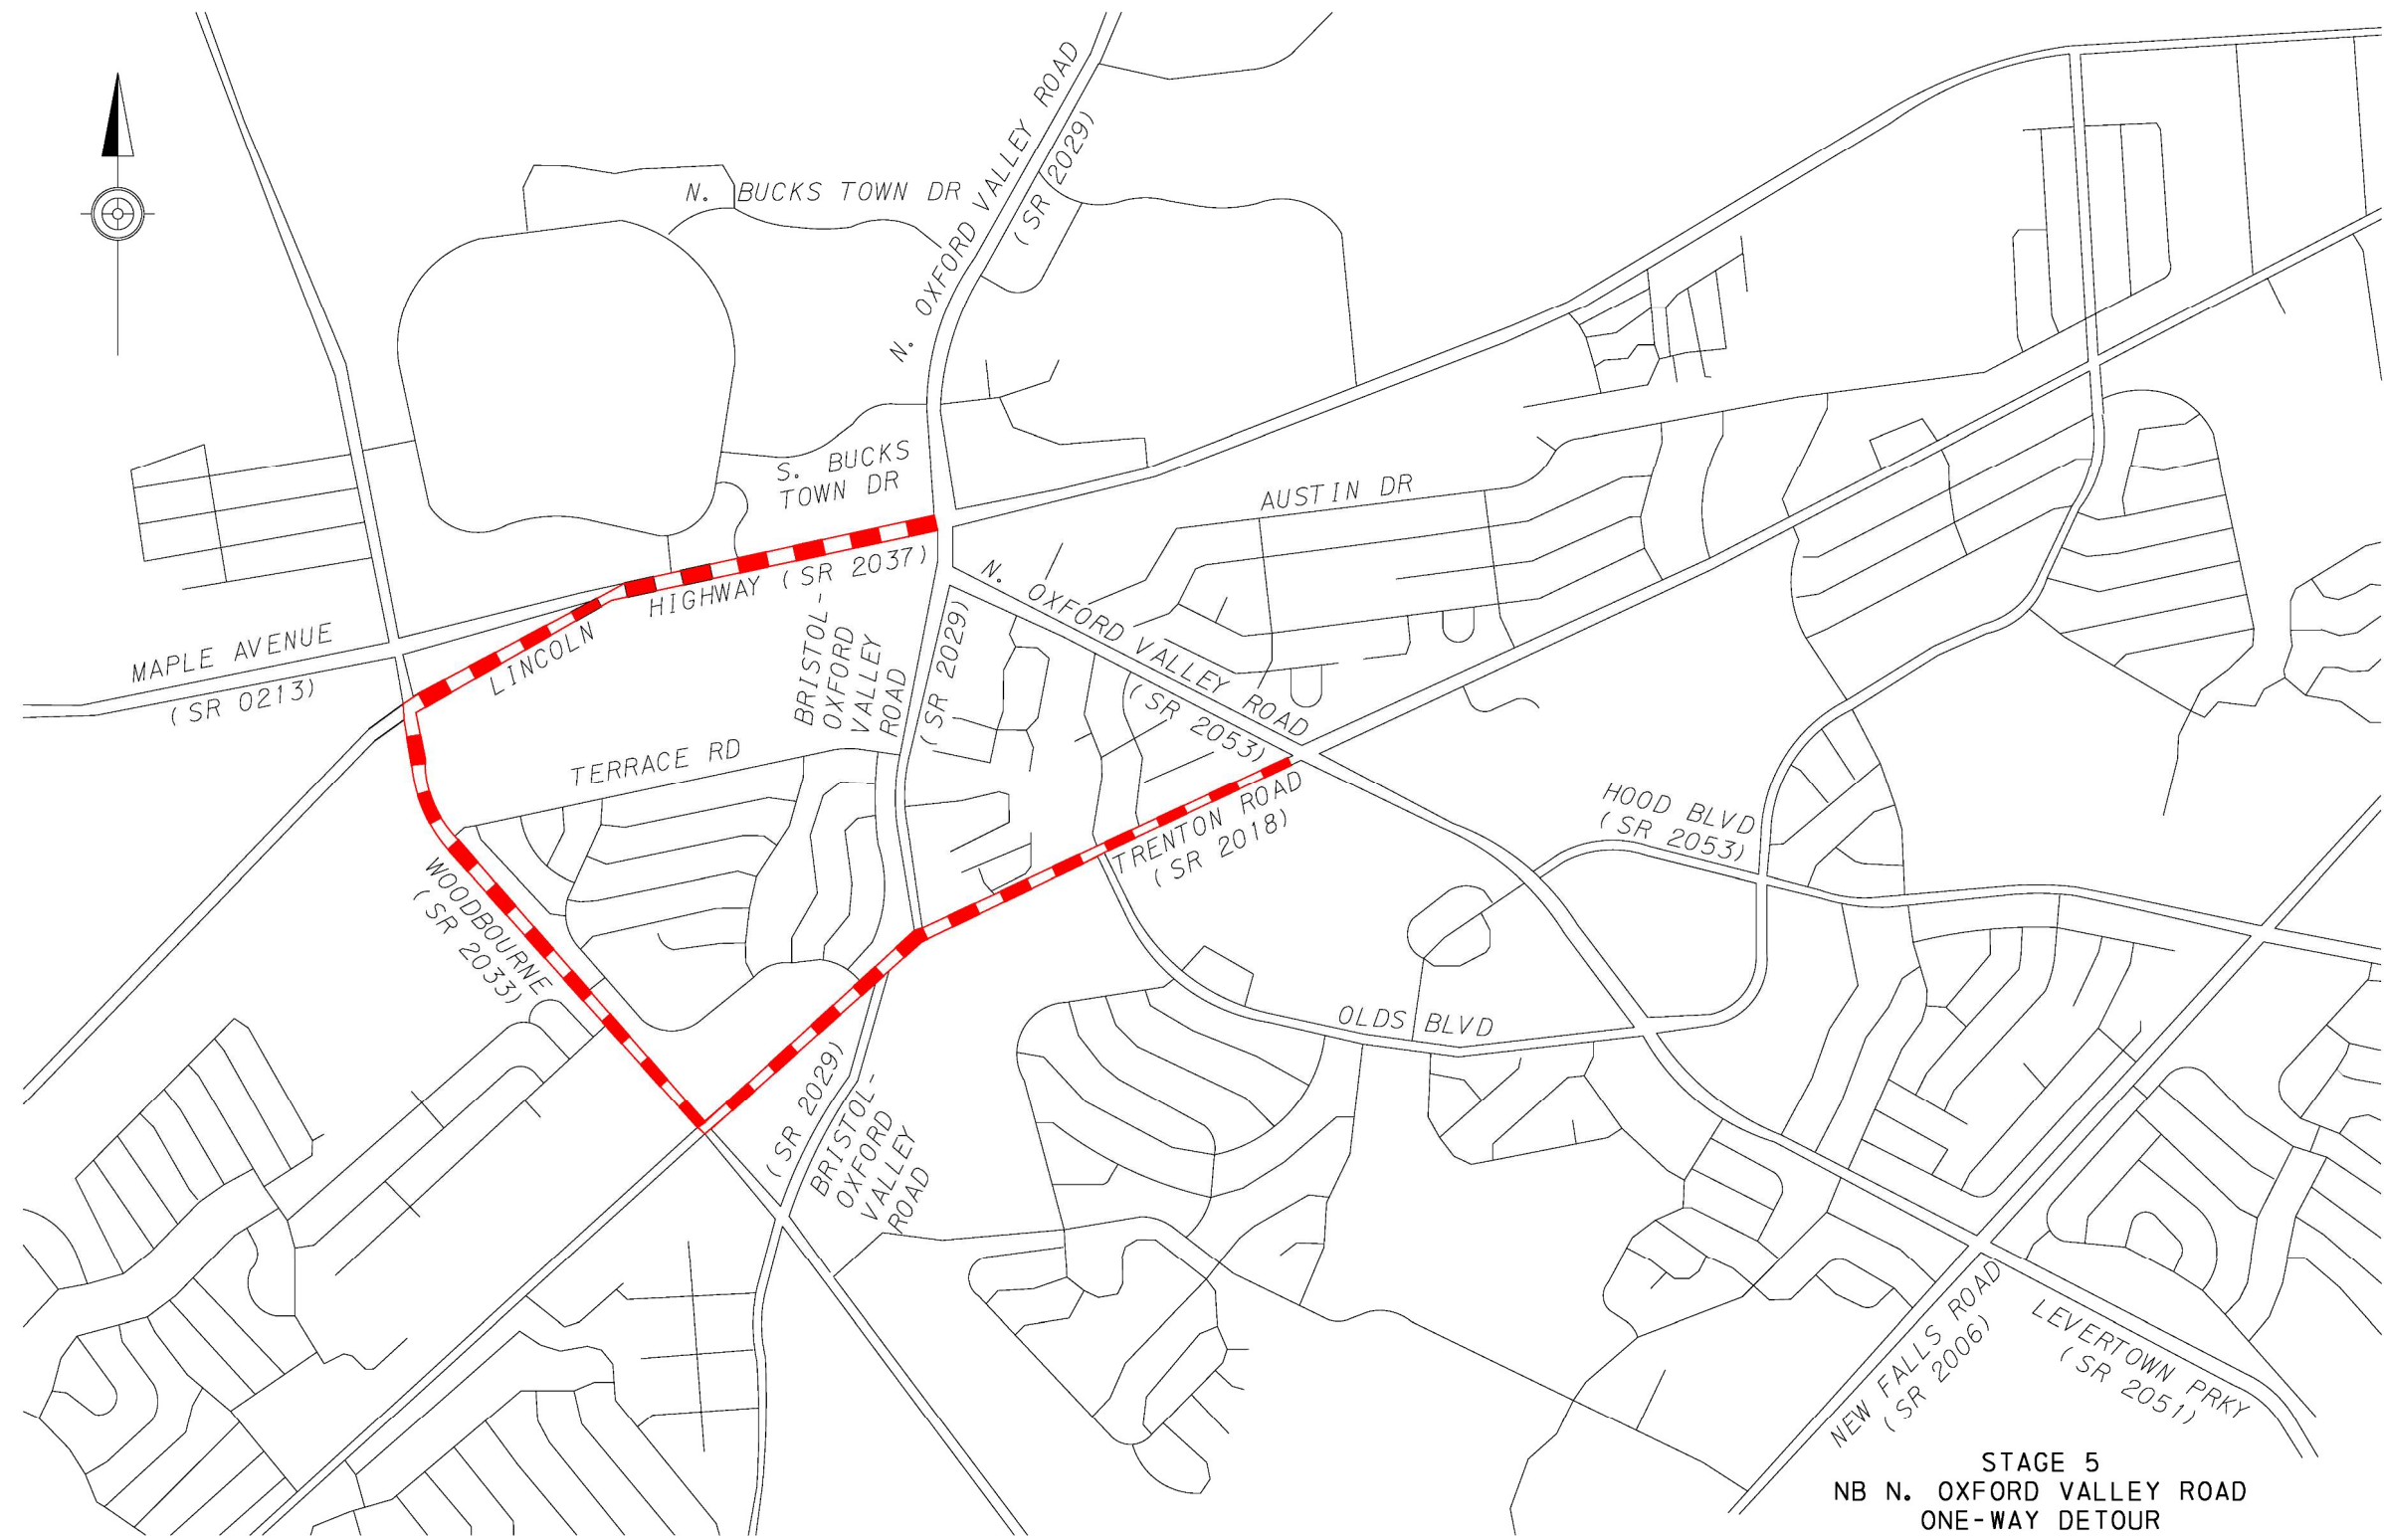 N. OXFORD VALLEY ROAD
(SR 2029)
N. BUCKS TOWN DR
S. BUCKS
TOWN DR
AUSTIN DR
MAPLE AVENUE
(SR 0213)
LINCOLN
HIGHWAY (SR 2037)
BRISTOL-
OXFORD
VALLEY
ROAD
(SR 2029)
N. OXFORD VALLEY ROAD
(SR 2053)
TERRACE RD
TRENTON ROAD
(SR 2018)
HOOD BLVD
(SR 2053)
WOODBOURNE
(SR 2033)
OLDS BLVD
(SR 2029)
BRISTOL-
OXFORD
VALLEY
ROAD
NEW FALLS ROAD
(SR 2006)
LEVERTOWN PRKY
(SR 2051)
STAGE 5
NB N. OXFORD VALLEY ROAD
ONE-WAY DETOUR